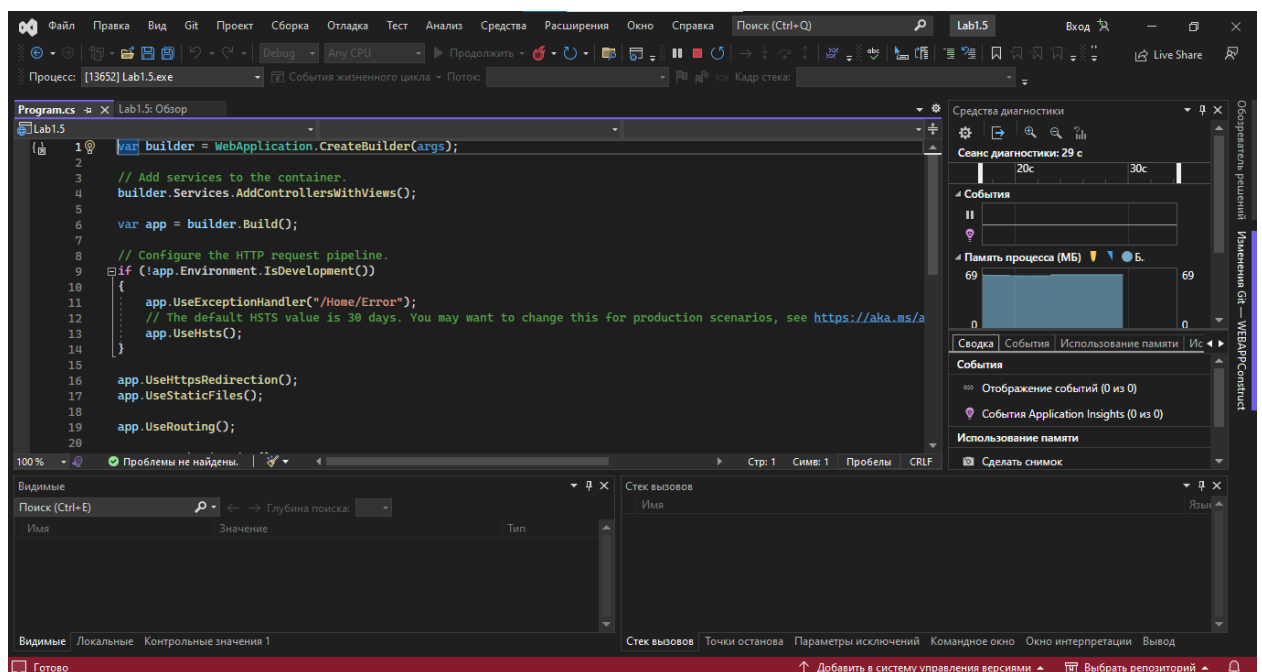 Файл Правка Вид Git Проект Сборка Отладка Тест Анализ Средства Расширения Окно Справка Поиск (Ctrl+Q) Lab1.5 Вход
Debug Any CPU Продолжить Live Share
Процесс: [13652] Lab1.5.exe События жизненного цикла Поток: Кадр стека:
Program.cs Lab1.5: Обзор
Lab1.5
1 var builder = WebApplication.CreateBuilder(args);
2
3 // Add services to the container.
4 builder.Services.AddControllersWithViews();
5
6 var app = builder.Build();
7
8 // Configure the HTTP request pipeline.
9 if (!app.Environment.IsDevelopment())
10 {
11 app.UseExceptionHandler("/Home/Error");
12 // The default HSTS value is 30 days. You may want to change this for production scenarios, see https://aka.ms/a
13 app.UseHsts();
14 }
15
16 app.UseHttpsRedirection();
17 app.UseStaticFiles();
18
19 app.UseRouting();
20
100 % Проблемы не найдены. Стр: 1 Симв: 1 Пробелы CRLF
Средства диагностики
Сеанс диагностики: 29 с
20с 30с
События
Память процесса (МБ) Б.
69 69
0 0
Сводка События Использование памяти Ис
События
Отображение событий (0 из 0)
События Application Insights (0 из 0)
Использование памяти
Сделать снимок
Обозреватель решений
Изменения Git — WEBAPPConstruct
Видимые
Поиск (Ctrl+E) Глубина поиска:
Имя Значение Тип
Видимые Локальные Контрольные значения 1
Стек вызовов
Имя Язык
Стек вызовов Точки останова Параметры исключений Командное окно Окно интерпретации Вывод
Готово Добавить в систему управления версиями Выбрать репозиторий